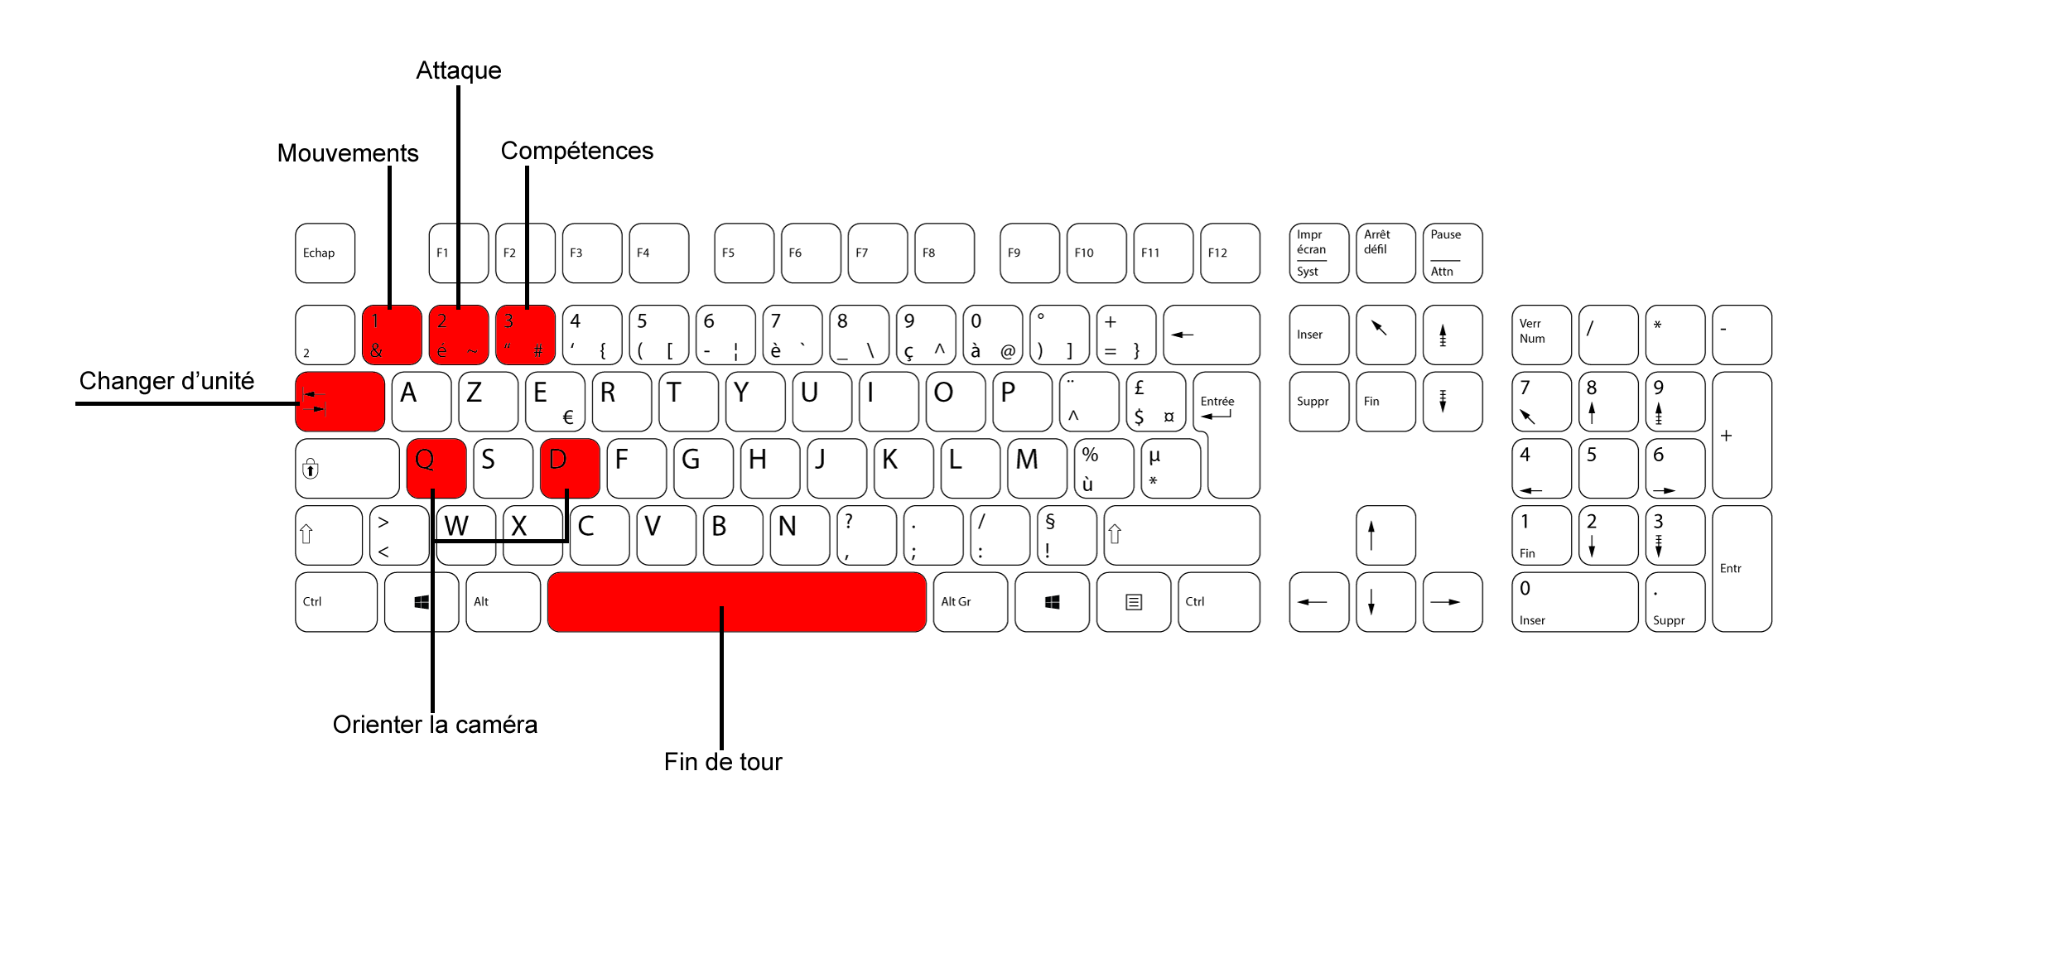 Attaque
Mouvements
Compétences
Echap F1 F2 F3 F4 F5 F6 F7 F8 F9 F10 F11 F12
Impr écran Syst
Arrêt défil
Pause Attn
2
1 &
2 é ~
3 " #
4 ‘ {
5 ( [
6 - ¦
7 è `
8 _ \
9 ç ^
0 à @
° ) ]
+ = }
Inser
Verr Num
/ * -
Changer d’unité
A Z E € R T Y U I O P
¨ ^
£ $ ¤
Entrée
Suppr Fin
7 8 9 +
Q S D F G H J K L M
% ù
µ *
4 5 6
> <
W X C V B N
? ,
. ;
/ :
§ !
1 Fin
2 3
Entr
Ctrl Alt Alt Gr Ctrl
0 Inser
. Suppr
Orienter la caméra
Fin de tour